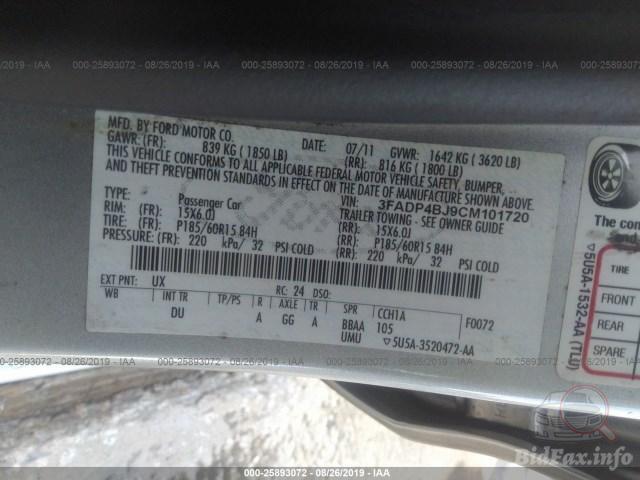 000-25893072 - 08/26/2019 - IAA 000-25893072 - 08/26/2019 - IAA 000-25893072 - 08/26/2019 - IAA
MFD. BY FORD MOTOR CO.
DATE: 07/11 GVWR: 1642 KG ( 3620 LB)
GAWR: (FR): 839 KG ( 1850 LB) (RR): 816 KG ( 1800 LB)
THIS VEHICLE CONFORMS TO ALL APPLICABLE FEDERAL MOTOR VEHICLE SAFETY, BUMPER,
AND THEFT PREVENTION STANDARDS IN EFFECT ON THE DATE OF MANUFACTURE SHOWN ABOVE.
VIN: 3FADP4BJ9CM101720
TYPE: Passenger Car TRAILER TOWING - SEE OWNER GUIDE
RIM: (FR): 15X6.0J (RR): 15X6.0J
TIRE: (FR): P185/60R15 84H (RR): P185/60R15 84H
PRESSURE: (FR): 220 kPa/ 32 PSI COLD (RR): 220 kPa/ 32 PSI COLD
EXT PNT: UX RC: 24 DSO:
WB INT TR TP/PS R AXLE TR SPR CCH1A F0072
DU A GG A BBAA 105
UMU ▽5U5A-3520472-AA
The con
TIRE
FRONT
REAR
SPARE
▽5U5A-1532-AA (TLU)
000-25893072 - 08/26/2019 - IAA 000-25893072 - 08/26/2019 - IAA 000-25893072 - 08/26/2019 - IAA
BidFax.info
000-25893072 - 08/26/2019 - IAA